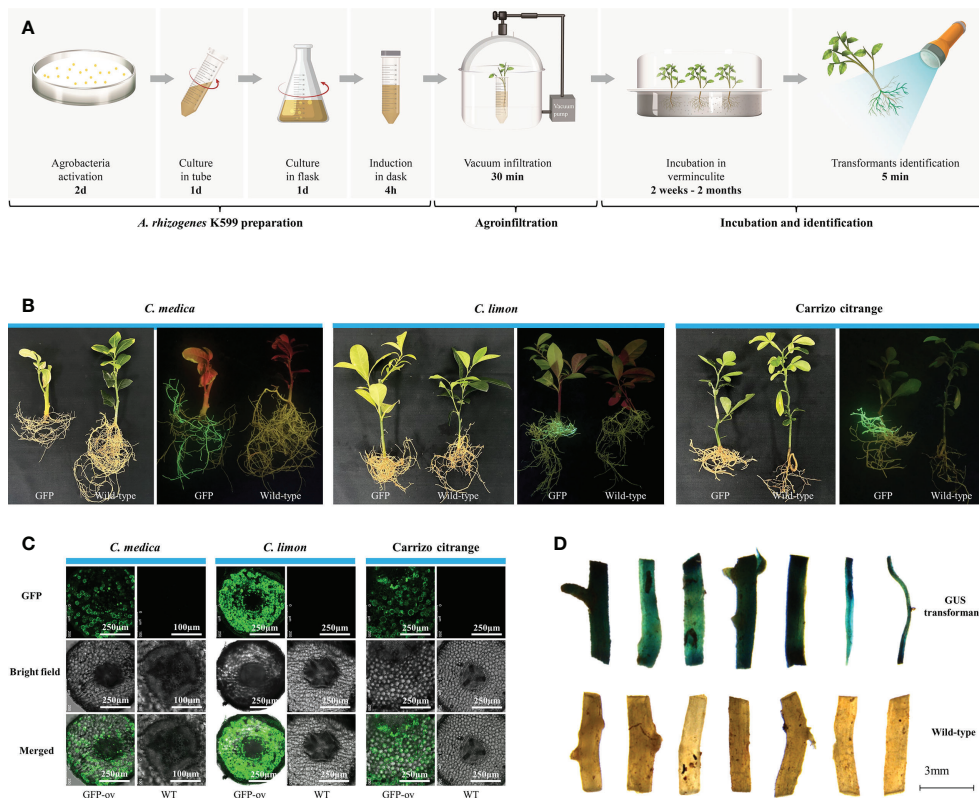 A
Vacuum
pump
Agrobacteria
activation
2d
Culture
in tube
1d
Culture
in flask
1d
Induction
in dask
4h
Vacuum infiltration
30 min
Incubation in
verminculite
2 weeks - 2 months
Transformants identification
5 min
A. rhizogenes K599 preparation
Agroinfiltration
Incubation and identification
B
C. medica
C. limon
Carrizo citrange
GFP
Wild-type
GFP
Wild-type
GFP
Wild-type
GFP
Wild-type
GFP
Wild-type
GFP
Wild-type
C
C. medica
C. limon
Carrizo citrange
GFP
250μm
100μm
250μm
250μm
250μm
250μm
Bright field
250μm
100μm
250μm
250μm
250μm
250μm
Merged
250μm
100μm
250μm
250μm
250μm
250μm
GFP-ov
WT
GFP-ov
WT
GFP-ov
WT
D
GUS
transformant
Wild-type
3mm